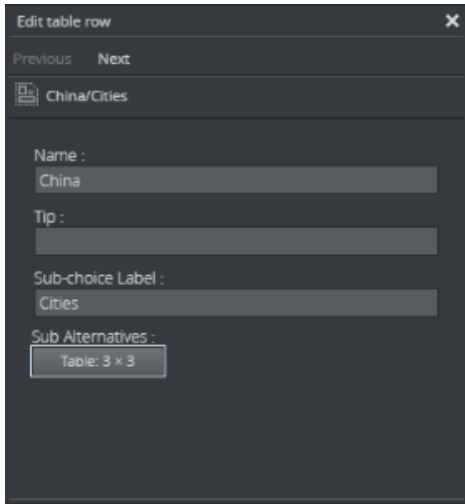 Edit table row
Previous Next
China/Cities
Name :
China
Tip :
Sub-choice Label :
Cities
Sub Alternatives :
Table: 3 × 3